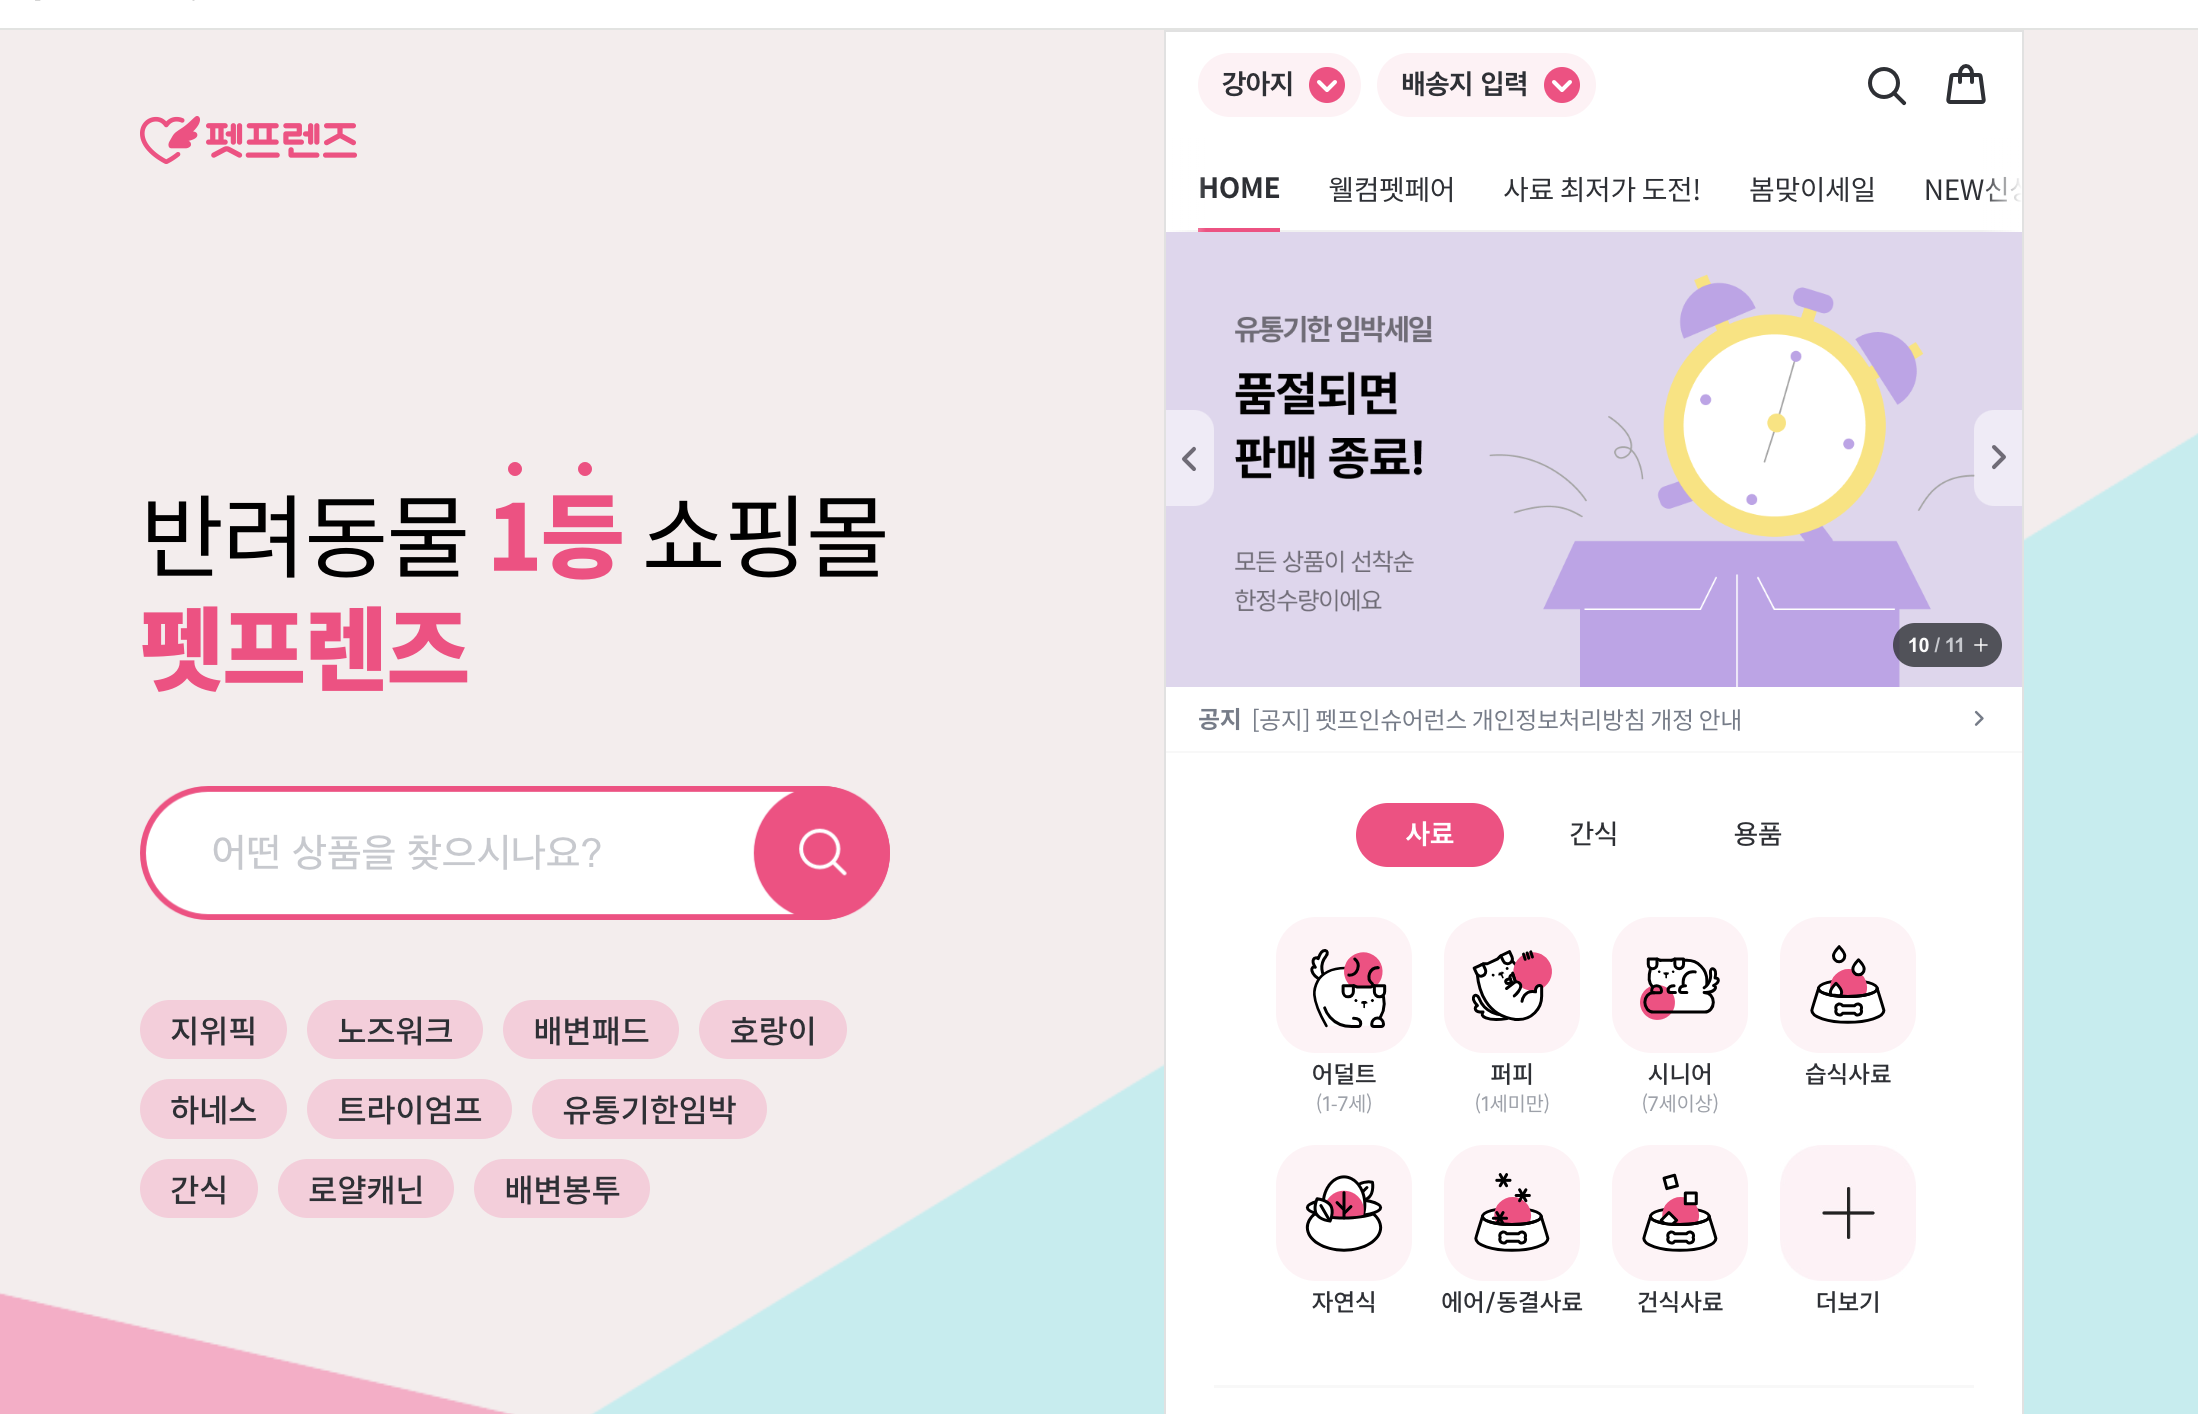 펫프렌즈
반려동물 1등 쇼핑몰
펫프렌즈
어떤 상품을 찾으시나요?
지위픽 노즈워크 배변패드 호랑이
하네스 트라이엄프 유통기한임박
간식 로얄캐닌 배변봉투
강아지 배송지 입력
HOME 웰컴펫페어 사료 최저가 도전! 봄맞이세일 NEW신상
유통기한 임박세일
품절되면
판매 종료!
모든 상품이 선착순
한정수량이에요
10 / 11 +
공지 [공지] 펫프인슈어런스 개인정보처리방침 개정 안내
사료 간식 용품
어덜트 퍼피 시니어 습식사료
(1-7세) (1세미만) (7세이상)
자연식 에어/동결사료 건식사료 더보기